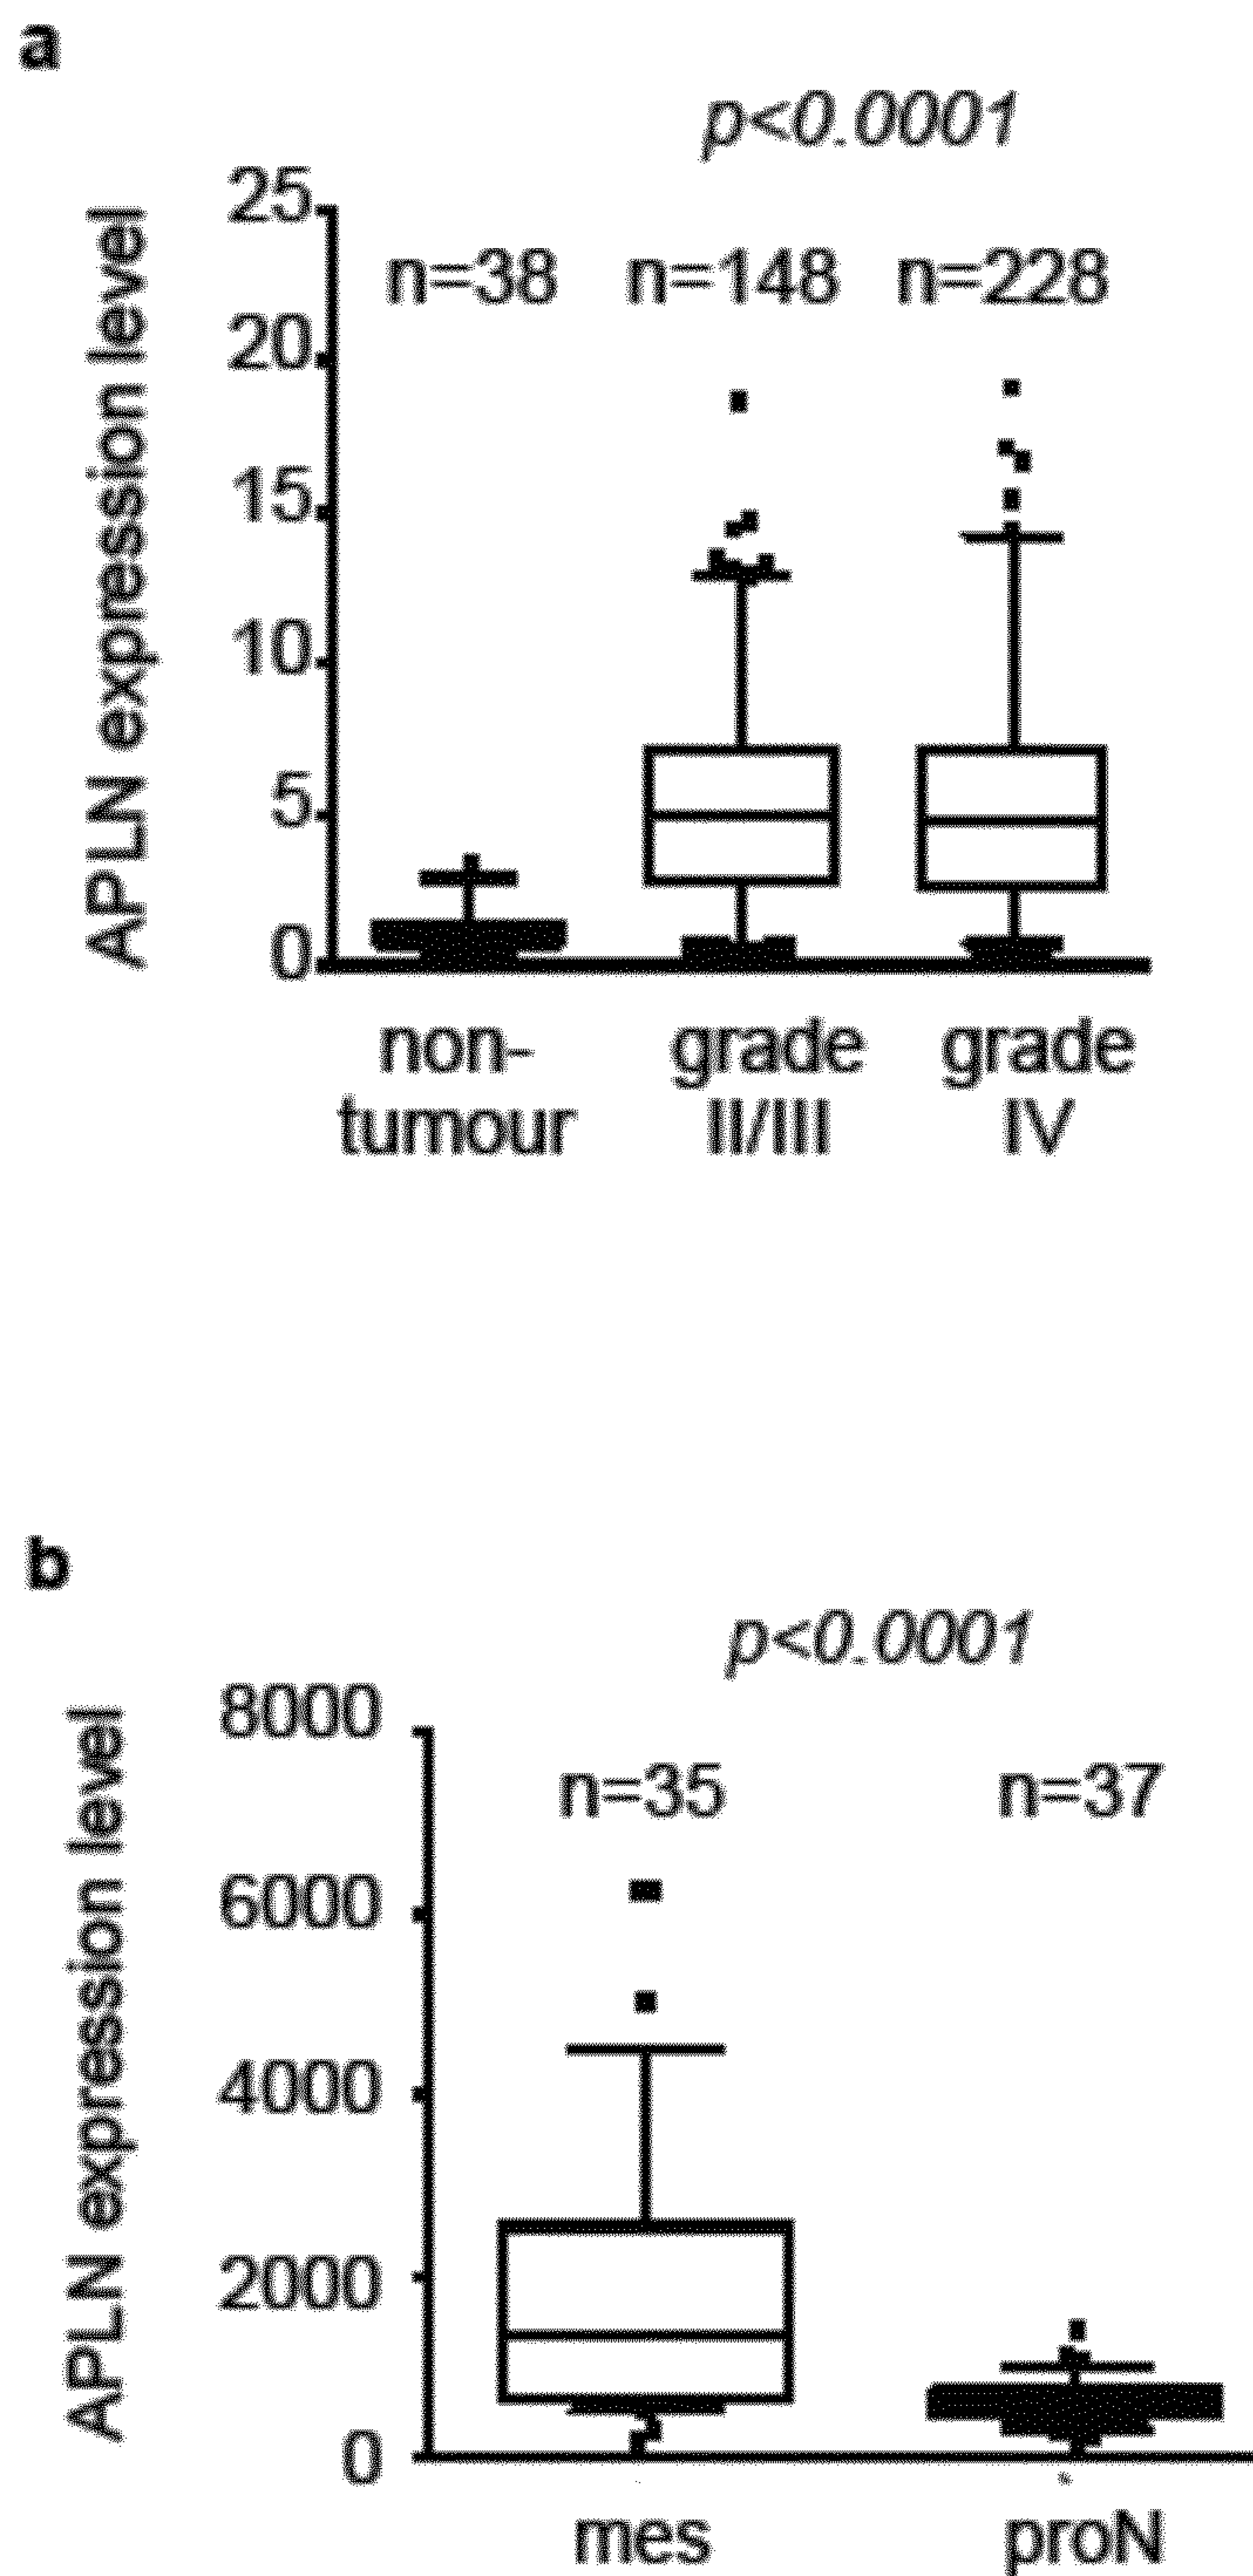 a
p<0.0001
APLN expression level
25
20
15
10
5
0
n=38 n=148 n=228
non-
tumour
grade
II/III
grade
IV
b
p<0.0001
APLN expression level
8000
6000
4000
2000
0
n=35 n=37
mes proN